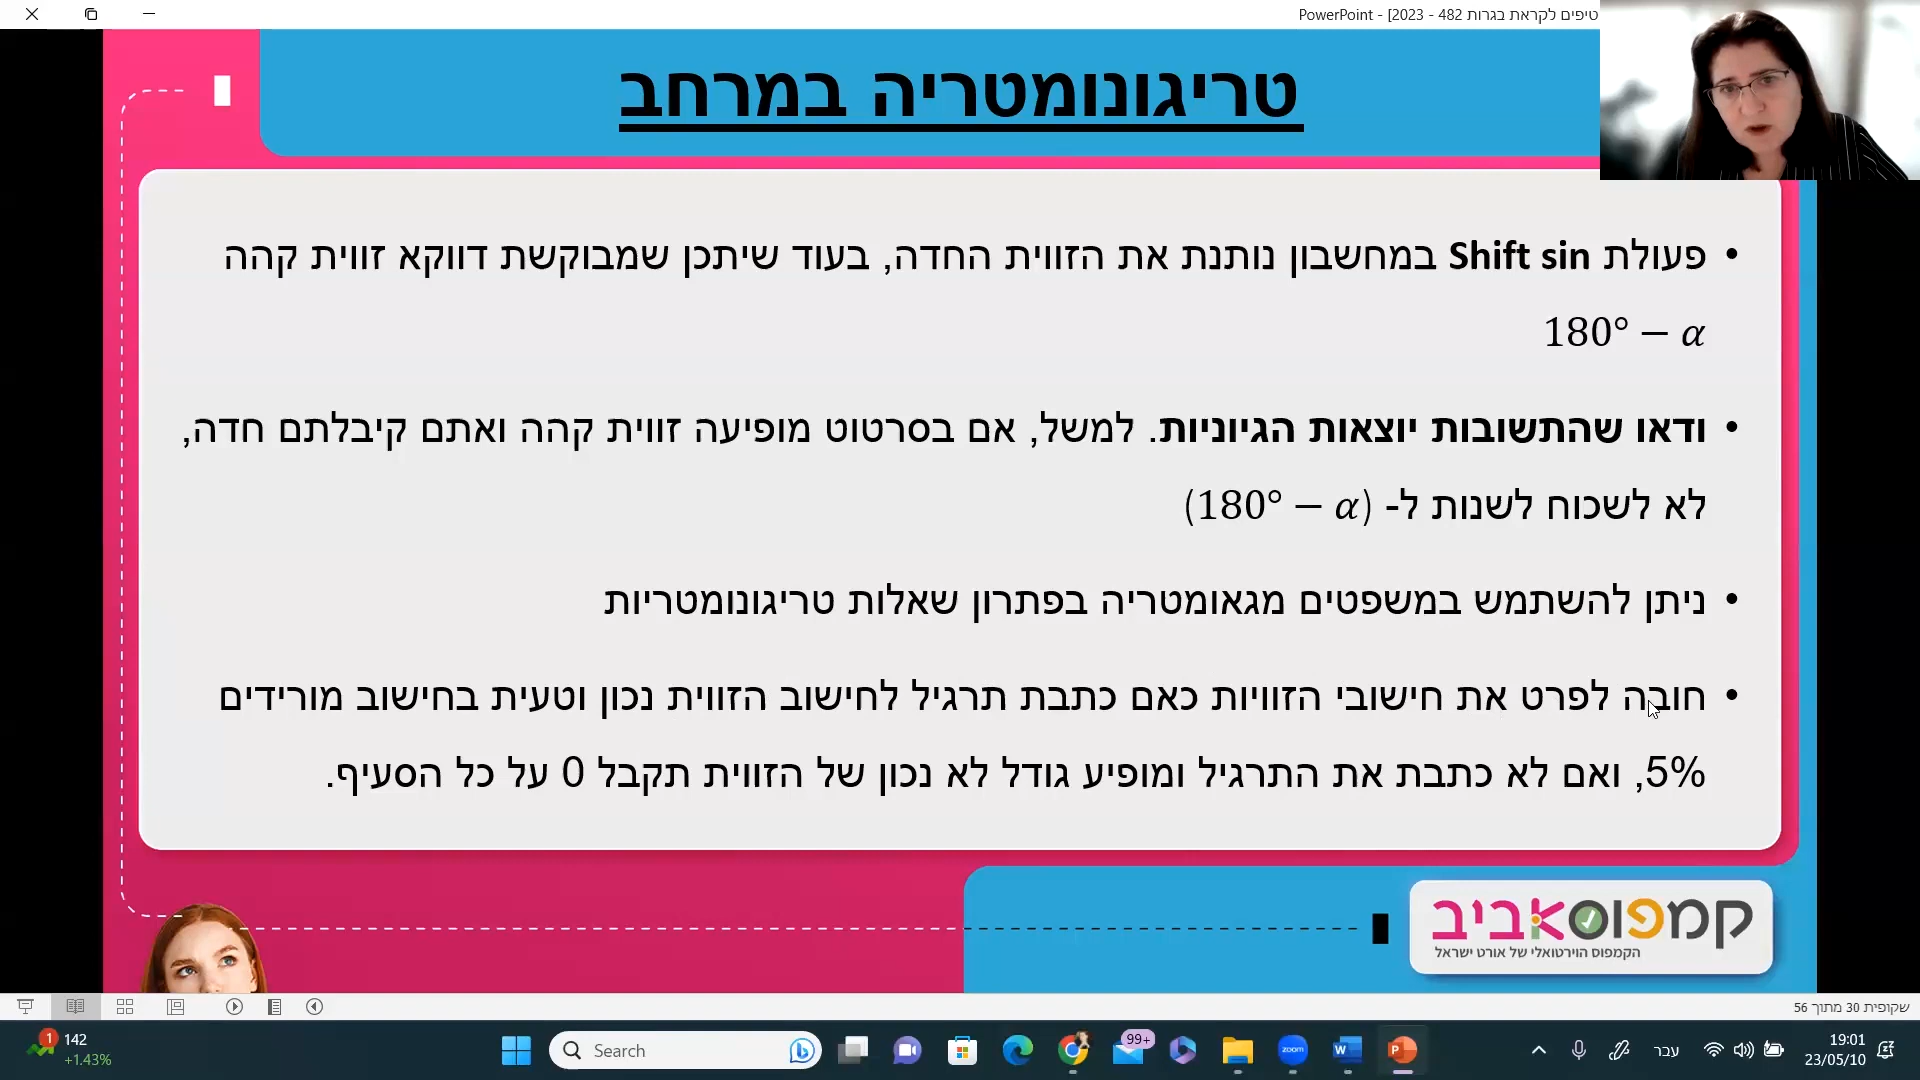 טיפים לקראת בגרות 482 - 2023] - PowerPoint
טריגונומטריה במרחב
• פעולת Shift sin במחשבון נותנת את הזווית החדה, בעוד שיתכן שמבוקשת דווקא זווית קהה
180° − α
• ודאו שהתשובות יוצאות הגיוניות. למשל, אם בסרטוט מופיעה זווית קהה ואתם קיבלתם חדה,
לא לשכוח לשנות ל- (180° − α)
• ניתן להשתמש במשפטים מגאומטריה בפתרון שאלות טריגונומטריות
• חובה לפרט את חישובי הזוויות כאם כתבת תרגיל לחישוב הזווית נכון וטעית בחישוב מורידים
5%, ואם לא כתבת את התרגיל ומופיע גודל לא נכון של הזווית תקבל 0 על כל הסעיף.
קמפוס אביב
הקמפוס הוירטואלי של אורט ישראל
שקופית 30 מתוך 56
1
142
+1.43%
Search
99+
zoom
W
P
עבר
19:01
23/05/10